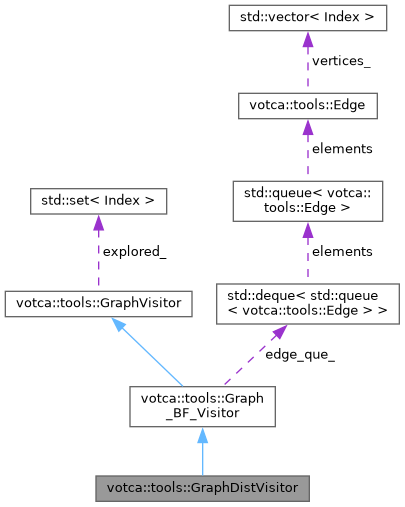 std::vector< Index >
vertices_
votca::tools::Edge
elements
std::queue< votca::
tools::Edge >
std::set< Index >
explored_
elements
votca::tools::GraphVisitor
std::deque< std::queue
< votca::tools::Edge > >
edge_que_
votca::tools::Graph
_BF_Visitor
votca::tools::GraphDistVisitor